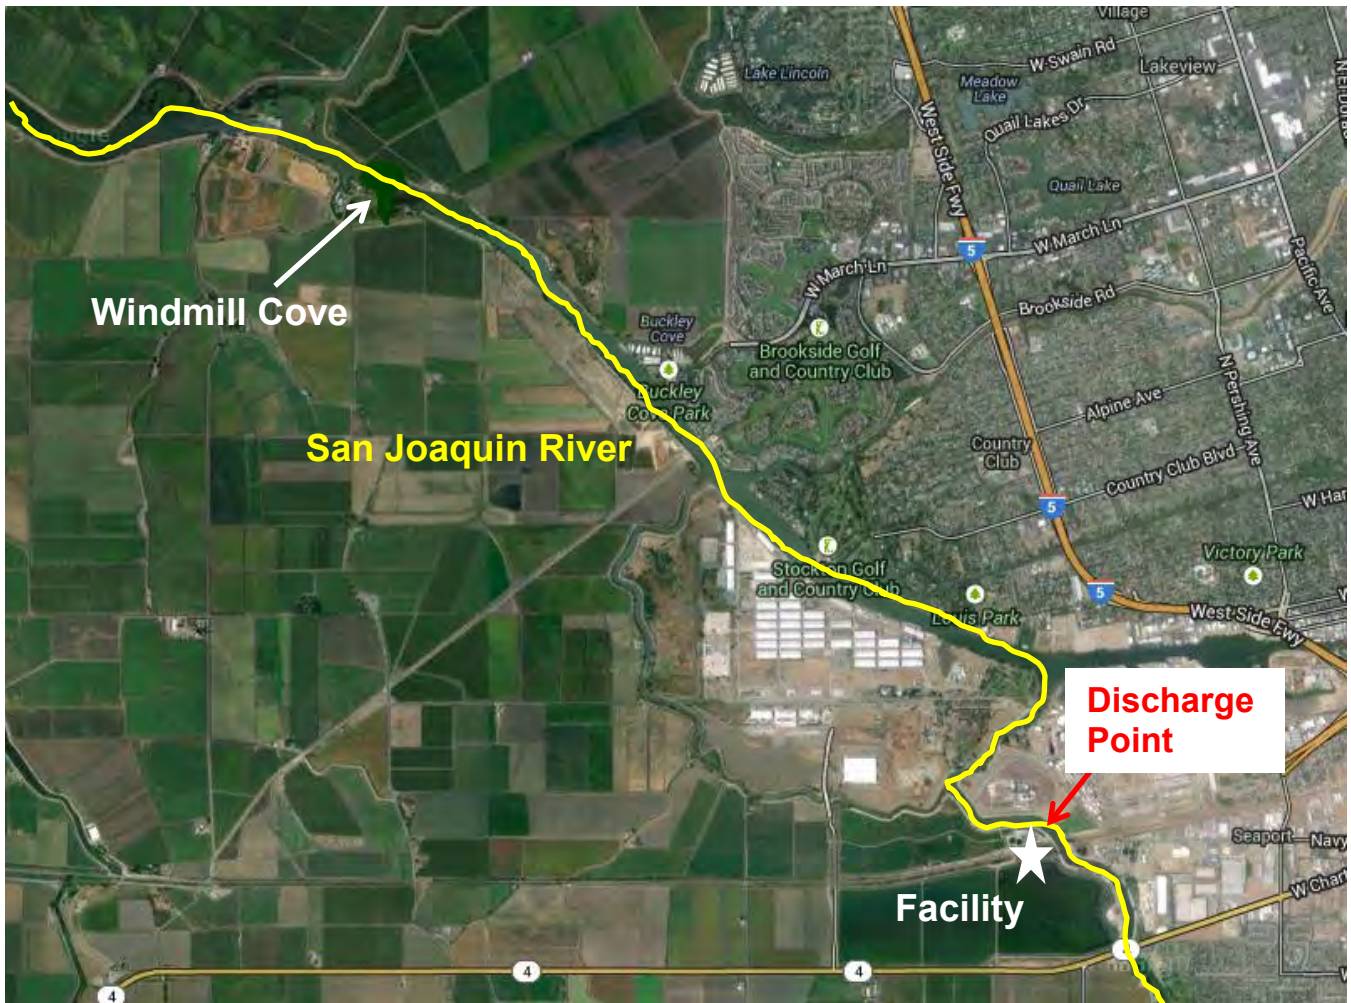 Village
W Swain Rd
Lakeview
Lake Lincoln
Meadow
Lake
Quail Lakes Dr
West Side Fwy
Quail Lake
5
W March Ln
W March Ln
Pacific Ave
Brookside Rd
Windmill Cove
Buckley
Cove
Brookside Golf
and Country Club
Buckley
Cove Park
N Pershing Ave
Alpine Ave
San Joaquin River
Country
Club
Country Club Blvd
W Har
5
Stockton Golf
and Country Club
Victory Park
5
Louis Park
West Side Fwy
Discharge
Point
Seaport
Navy
Facility
W Chart
4
4
4
4